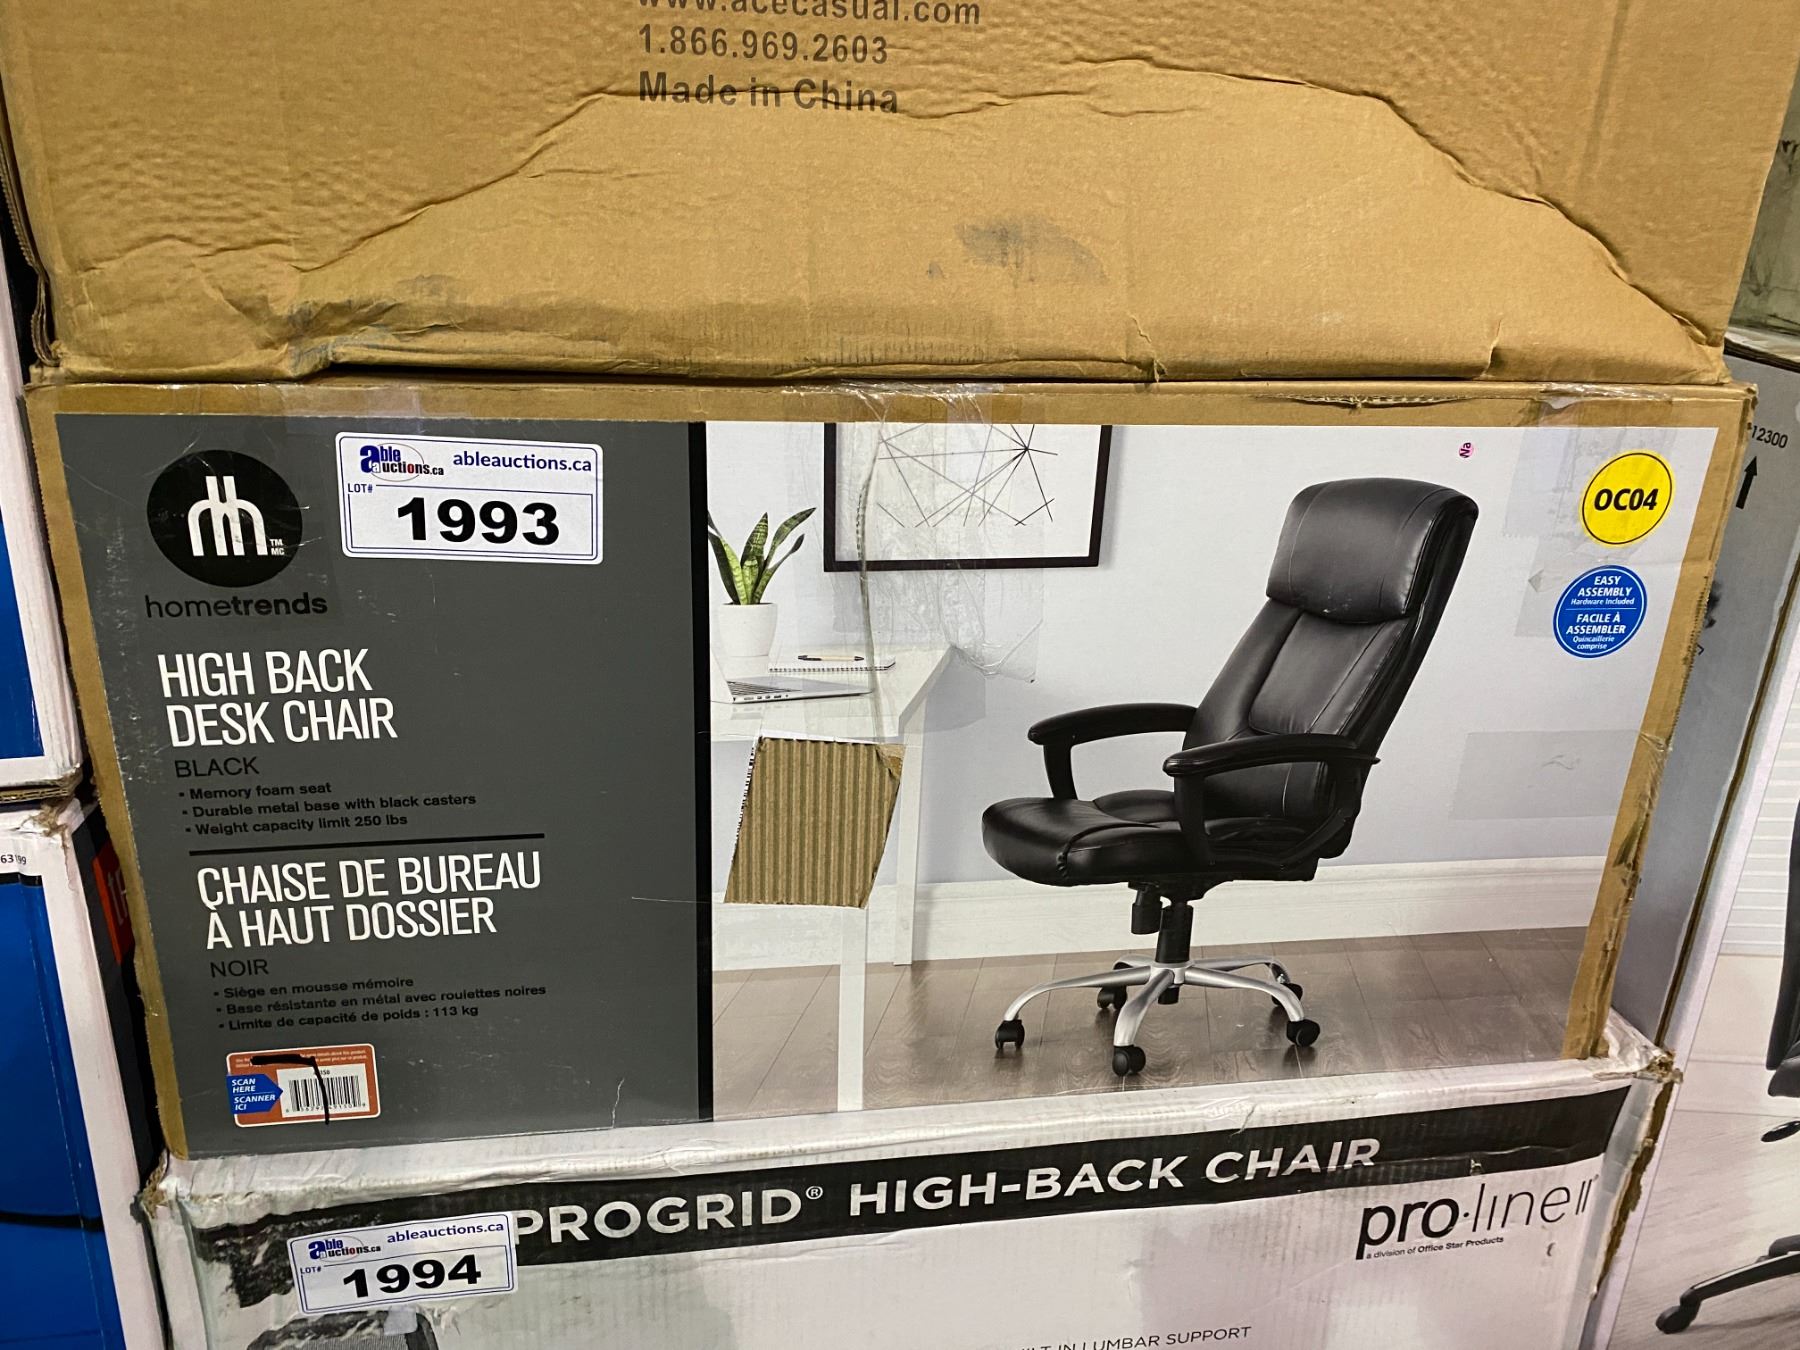 www.acecasual.com
1.866.969.2603
Made in China
hometrends
TM
MC
able
auctions.ca
ableauctions.ca
LOT#
1993
HIGH BACK
DESK CHAIR
BLACK
- Memory foam seat
- Durable metal base with black casters
- Weight capacity limit 250 lbs
CHAISE DE BUREAU
À HAUT DOSSIER
NOIR
- Siège en mousse mémoire
- Base résistante en métal avec roulettes noires
- Limite de capacité de poids : 113 kg
SCAN
HERE
SCANNER
ICI
Na
OC04
EASY
ASSEMBLY
Hardware Included
FACILE À
ASSEMBLER
Quincaillerie
comprise
12300
PROGRID® HIGH-BACK CHAIR
pro·line II
a division of Office Star Products
able
auctions.ca
ableauctions.ca
LOT#
1994
IN LUMBAR SUPPORT